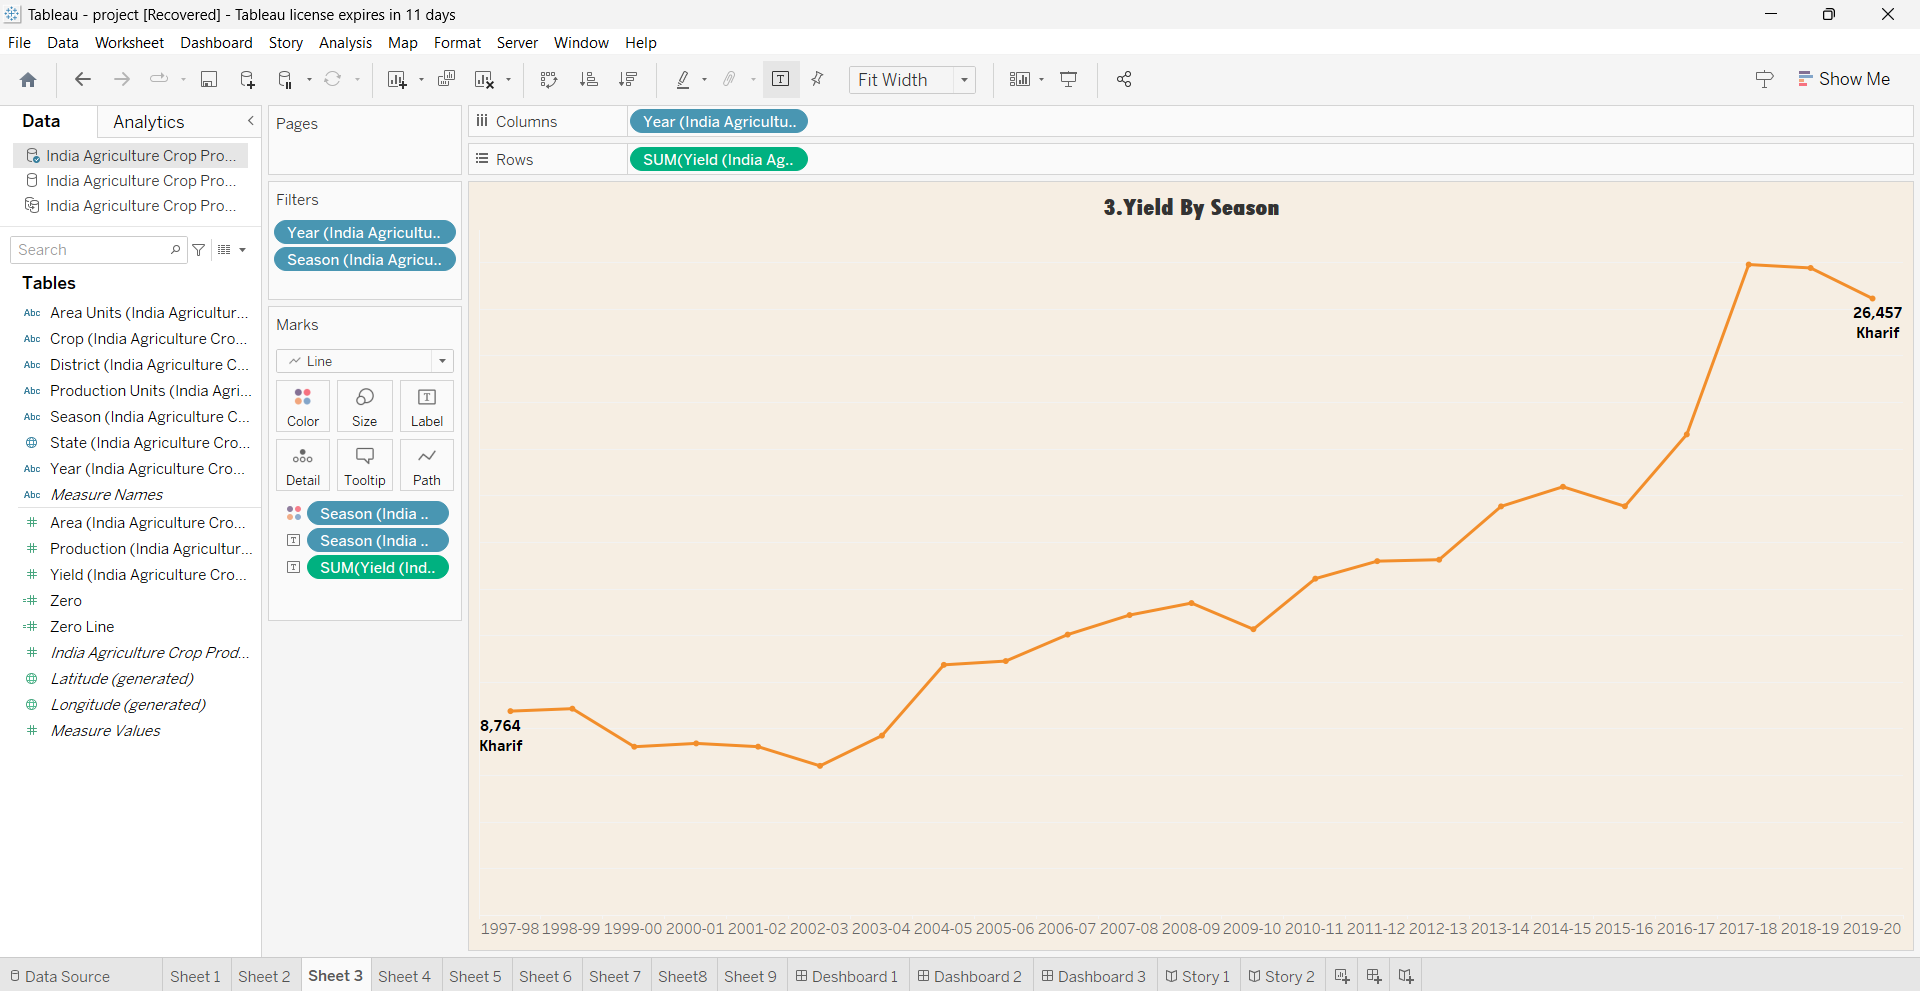 Tableau - project [Recovered] - Tableau license expires in 11 days
File Data Worksheet Dashboard Story Analysis Map Format Server Window Help
Fit Width
Show Me
Data
Analytics
India Agriculture Crop Pro...
India Agriculture Crop Pro...
India Agriculture Crop Pro...
Search
Tables
Abc Area Units (India Agricultur...
Abc Crop (India Agriculture Cro...
Abc District (India Agriculture C...
Abc Production Units (India Agri...
Abc Season (India Agriculture C...
State (India Agriculture Cro...
Abc Year (India Agriculture Cro...
Abc Measure Names
# Area (India Agriculture Cro...
# Production (India Agricultur...
# Yield (India Agriculture Cro...
=# Zero
=# Zero Line
# India Agriculture Crop Prod...
Latitude (generated)
Longitude (generated)
# Measure Values
Pages
Filters
Year (India Agricultu..
Season (India Agricu..
Marks
Line
Color Size Label
Detail Tooltip Path
Season (India ..
T Season (India ..
T SUM(Yield (Ind..
Columns
Year (India Agricultu..
Rows
SUM(Yield (India Ag..
3.Yield By Season
26,457
Kharif
8,764
Kharif
1997-98 1998-99 1999-00 2000-01 2001-02 2002-03 2003-04 2004-05 2005-06 2006-07 2007-08 2008-09 2009-10 2010-11 2011-12 2012-13 2013-14 2014-15 2015-16 2016-17 2017-18 2018-19 2019-20
Data Source Sheet 1 Sheet 2 Sheet 3 Sheet 4 Sheet 5 Sheet 6 Sheet 7 Sheet8 Sheet 9 Deshboard 1 Dashboard 2 Dashboard 3 Story 1 Story 2